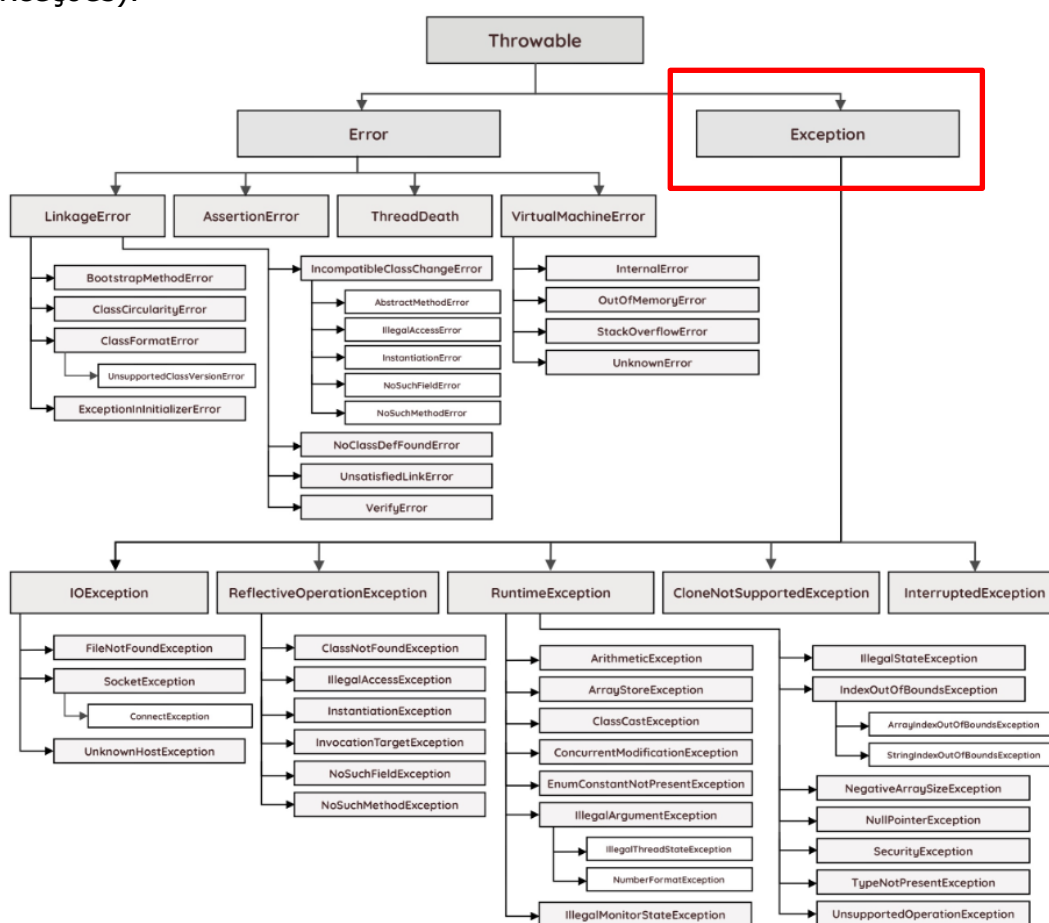 Throwable
Error
Exception
LinkageError
AssertionError
ThreadDeath
VirtualMachineError
BootstrapMethodError
ClassCircularityError
ClassFormatError
UnsupportedClassVersionError
ExceptionInInitializerError
IncompatibleClassChangeError
AbstractMethodError
IllegalAccessError
InstantiationError
NoSuchFieldError
NoSuchMethodError
NoClassDefFoundError
UnsatisfiedLinkError
VerifyError
InternalError
OutOfMemoryError
StackOverflowError
UnknownError
IOException
ReflectiveOperationException
RuntimeException
CloneNotSupportedException
InterruptedException
FileNotFoundException
SocketException
ConnectException
UnknownHostException
ClassNotFoundException
IllegalAccessException
InstantiationException
InvocationTargetException
NoSuchFieldException
NoSuchMethodException
ArithmeticException
ArrayStoreException
ClassCastException
ConcurrentModificationException
EnumConstantNotPresentException
IllegalArgumentException
IllegalThreadStateException
NumberFormatException
IllegalMonitorStateException
IllegalStateException
IndexOutOfBoundsException
ArrayIndexOutOfBoundsException
StringIndexOutOfBoundsException
NegativeArraySizeException
NullPointerException
SecurityException
TypeNotPresentException
UnsupportedOperationException